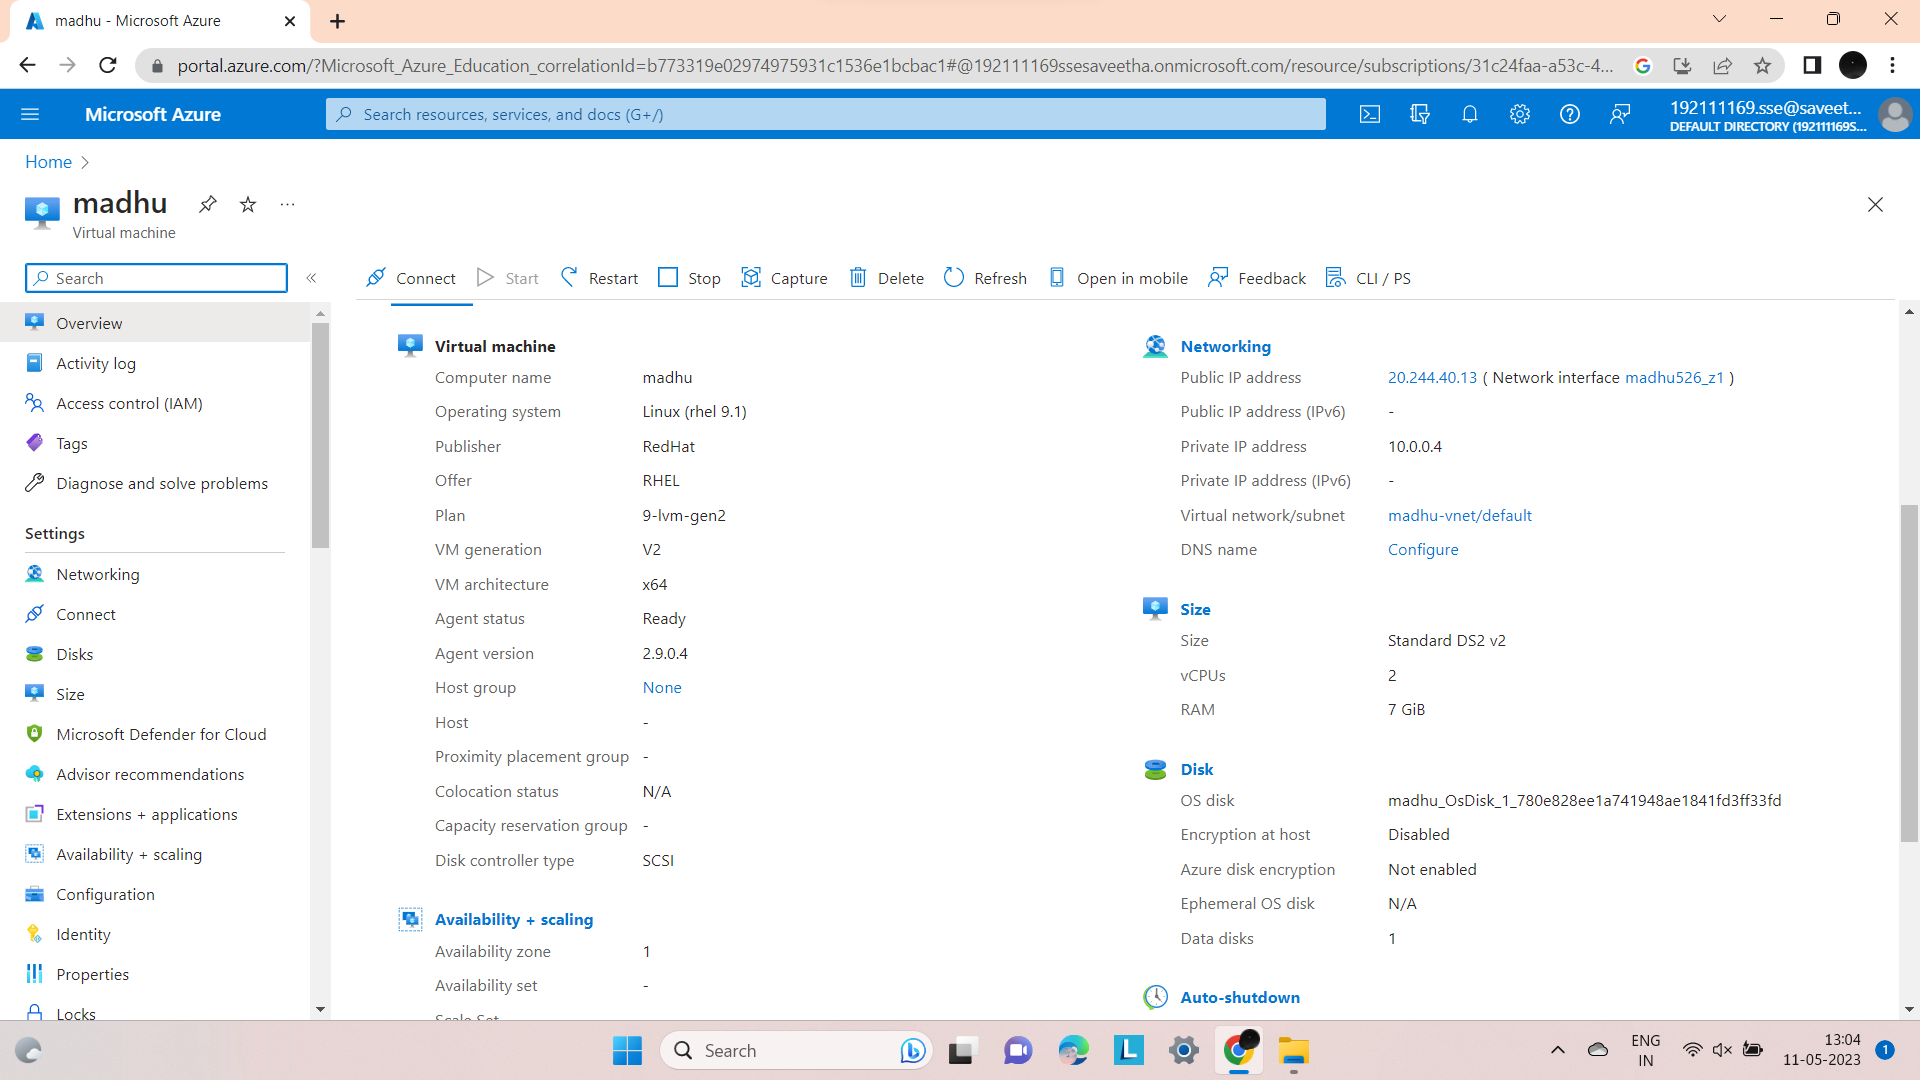 madhu - Microsoft Azure
portal.azure.com/?Microsoft_Azure_Education_correlationId=b773319e02974975931c1536e1bcbac1#@192111169ssesaveetha.onmicrosoft.com/resource/subscriptions/31c24faa-a53c-4...
Microsoft Azure
Search resources, services, and docs (G+/)
192111169.sse@saveet...
DEFAULT DIRECTORY (192111169S...
Home
madhu
Virtual machine
Search
Connect
Start
Restart
Stop
Capture
Delete
Refresh
Open in mobile
Feedback
CLI / PS
Overview
Activity log
Access control (IAM)
Tags
Diagnose and solve problems
Settings
Networking
Connect
Disks
Size
Microsoft Defender for Cloud
Advisor recommendations
Extensions + applications
Availability + scaling
Configuration
Identity
Properties
Locks
Virtual machine
Computer name madhu
Operating system Linux (rhel 9.1)
Publisher RedHat
Offer RHEL
Plan 9-lvm-gen2
VM generation V2
VM architecture x64
Agent status Ready
Agent version 2.9.0.4
Host group None
Host -
Proximity placement group -
Colocation status N/A
Capacity reservation group -
Disk controller type SCSI
Availability + scaling
Availability zone 1
Availability set -
Scale Set
Networking
Public IP address 20.244.40.13 ( Network interface madhu526_z1 )
Public IP address (IPv6) -
Private IP address 10.0.0.4
Private IP address (IPv6) -
Virtual network/subnet madhu-vnet/default
DNS name Configure
Size
Size Standard DS2 v2
vCPUs 2
RAM 7 GiB
Disk
OS disk madhu_OsDisk_1_780e828ee1a741948ae1841fd3ff33fd
Encryption at host Disabled
Azure disk encryption Not enabled
Ephemeral OS disk N/A
Data disks 1
Auto-shutdown
Search
L
ENG
IN
13:04
11-05-2023
1